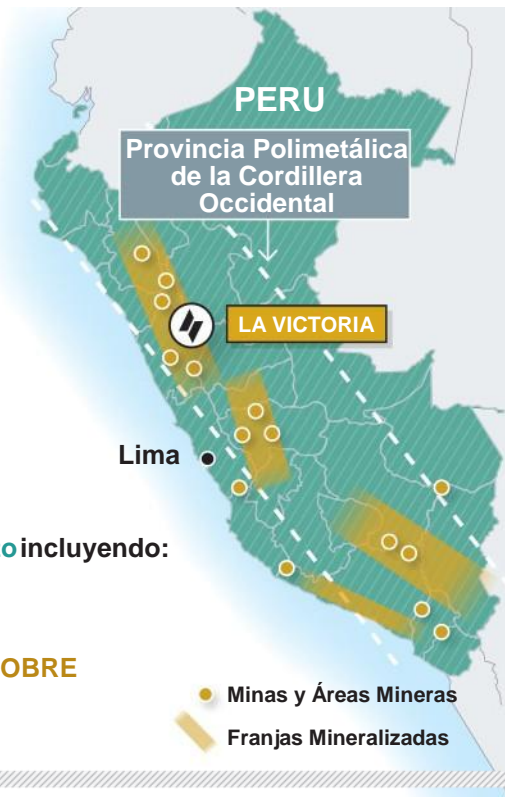 PERU
Provincia Polimetálica
de la Cordillera
Occidental
LA VICTORIA
Lima
o incluyendo:
OBRE
Minas y Áreas Mineras
Franjas Mineralizadas